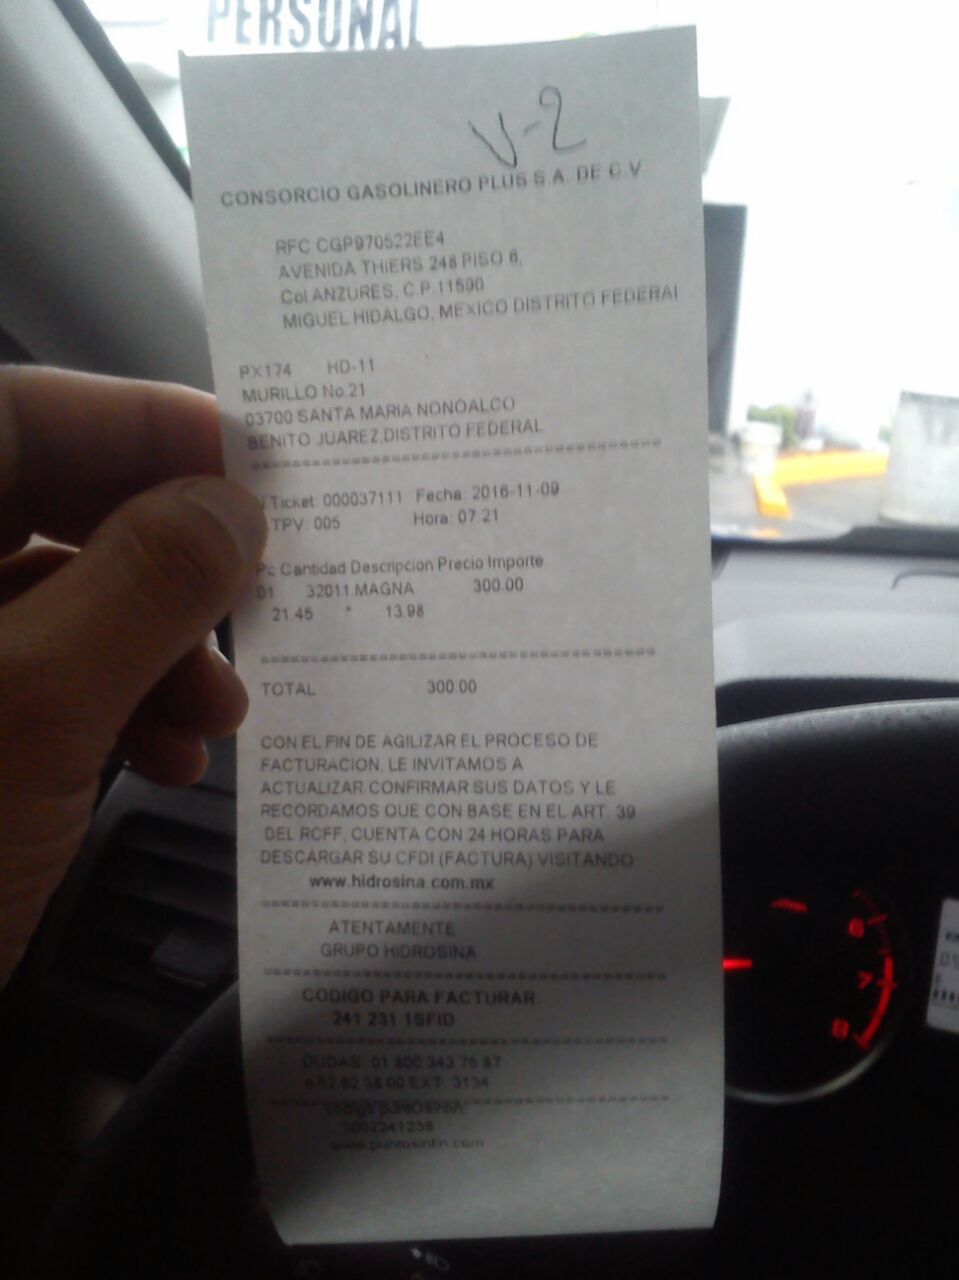 PERSONAL
V-2
CONSORCIO GASOLINERO PLUS S.A. DE C.V.
RFC CGP970522EE4
AVENIDA THIERS 248 PISO 6,
Col ANZURES, C.P.11590
MIGUEL HIDALGO, MEXICO DISTRITO FEDERAL
PX174 HD-11
MURILLO No.21
03700 SANTA MARIA NONOALCO
BENITO JUAREZ,DISTRITO FEDERAL
Ticket: 000037111 Fecha: 2016-11-09
TPV: 005 Hora: 07:21
Pc Cantidad Descripcion Precio Importe
01 32011.MAGNA 300.00
21.45 * 13.98
TOTAL 300.00
CON EL FIN DE AGILIZAR EL PROCESO DE
FACTURACION, LE INVITAMOS A
ACTUALIZAR,CONFIRMAR SUS DATOS Y LE
RECORDAMOS QUE CON BASE EN EL ART. 39
DEL RCFF, CUENTA CON 24 HORAS PARA
DESCARGAR SU CFDI (FACTURA) VISITANDO
www.hidrosina.com.mx
ATENTAMENTE
GRUPO HIDROSINA
CODIGO PARA FACTURAR:
241 231 1SFID
DUDAS: 01 800 343 75 87
o 52 62 38 00 EXT. 3134
3002241236
www.puntosintin.com
6
7
8